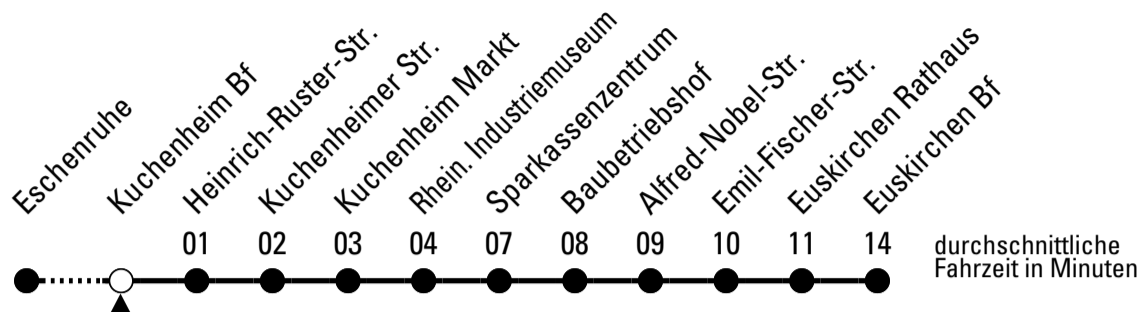 Eschenruhe
Kuchenheim Bf
Heinrich-Ruster-Str.
Kuchenheimer Str.
Kuchenheim Markt
Rhein. Industriemuseum
Sparkassenzentrum
Baubetriebshof
Alfred-Nobel-Str.
Emil-Fischer-Str.
Euskirchen Rathaus
Euskirchen Bf
01 02 03 04 07 08 09 10 11 14
durchschnittliche
Fahrzeit in Minuten